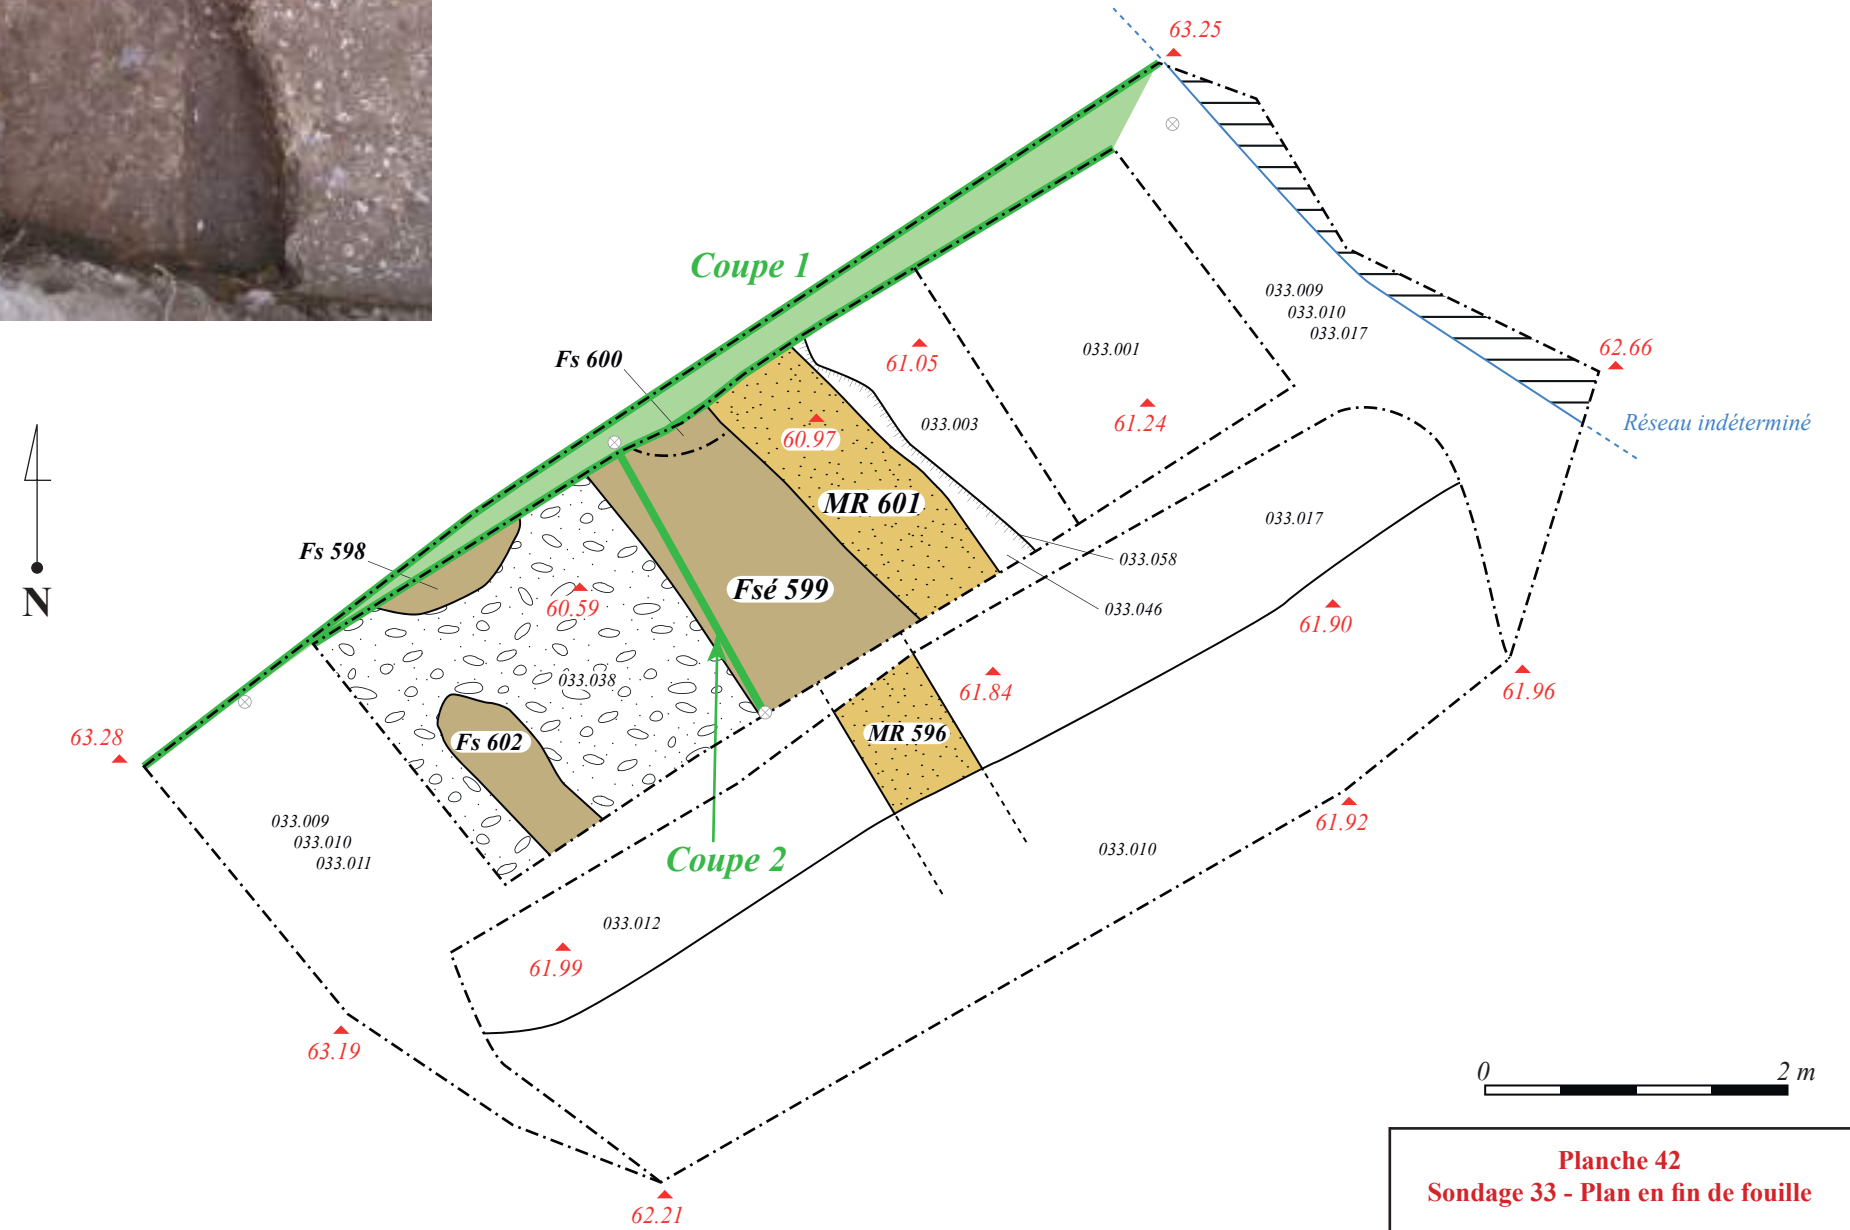 63.25
Coupe 1
033.009
033.010
033.017
Fs 600
61.05
033.001
62.66
61.24
Réseau indéterminé
033.003
60.97
MR 601
033.017
Fs 598
033.058
Fsé 599
60.59
N
033.046
61.90
033.038
61.84
61.96
63.28
Fs 602
MR 596
033.009
033.010
033.011
61.92
Coupe 2
033.010
033.012
61.99
63.19
0 2 m
Planche 42
Sondage 33 - Plan en fin de fouille
62.21